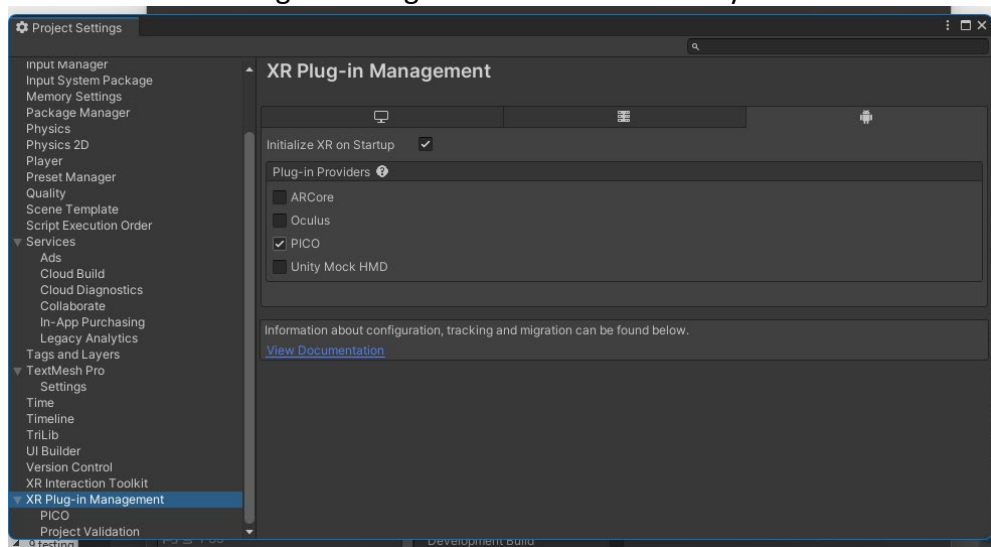 Project Settings
Input Manager
Input System Package
Memory Settings
Package Manager
Physics
Physics 2D
Player
Preset Manager
Quality
Scene Template
Script Execution Order
Services
Ads
Cloud Build
Cloud Diagnostics
Collaborate
In-App Purchasing
Legacy Analytics
Tags and Layers
TextMesh Pro
Settings
Time
Timeline
TriLib
UI Builder
Version Control
XR Interaction Toolkit
XR Plug-in Management
PICO
Project Validation
XR Plug-in Management
Initialize XR on Startup
Plug-in Providers
ARCore
Oculus
PICO
Unity Mock HMD
Information about configuration, tracking and migration can be found below.
View Documentation
9 testing
Development Build